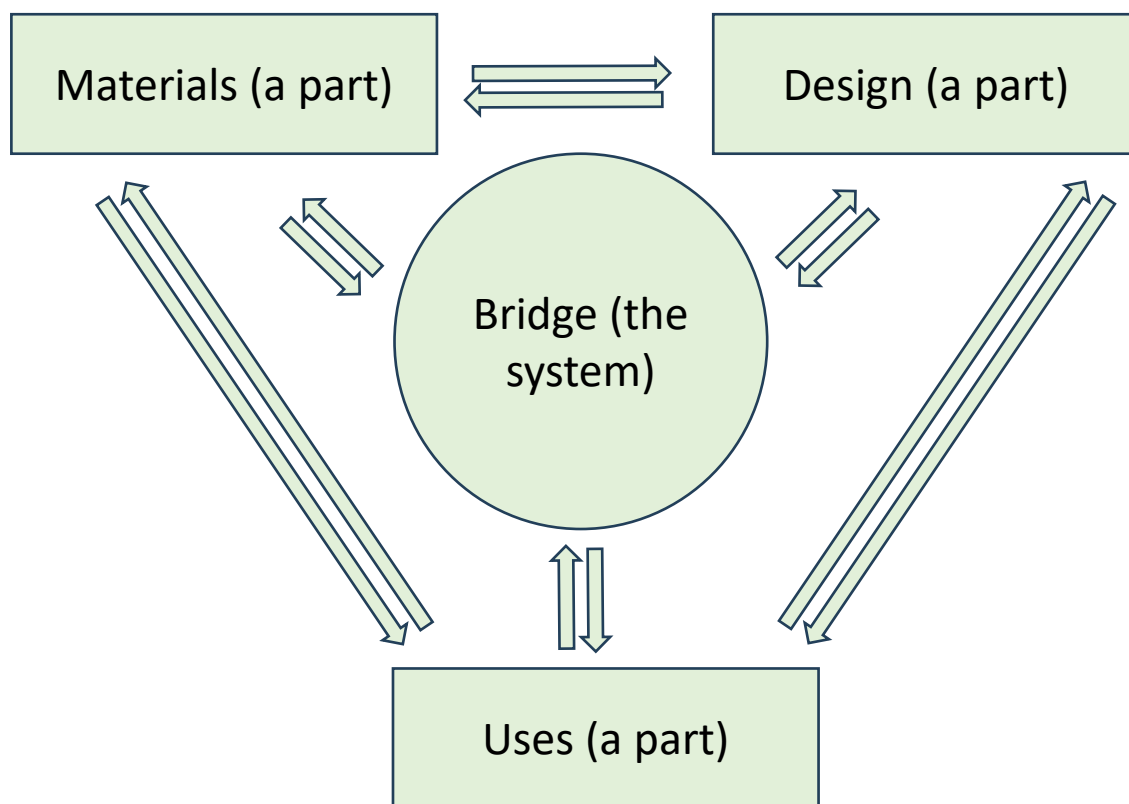 Materials (a part)
Design (a part)
Bridge (the
system)
Uses (a part)